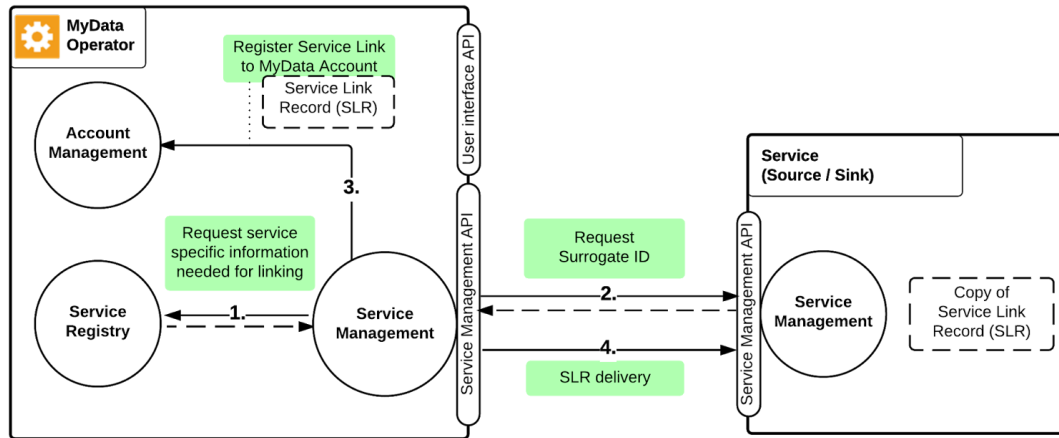 MyData
Operator
Register Service Link
to MyData Account
Service Link
Record (SLR)
User interface API
Account
Management
3.
Request service
specific information
needed for linking
Service
Registry
1.
Service
Management
Service Management API
Request
Surrogate ID
2.
4.
SLR delivery
Service
(Source / Sink)
Service Management API
Service
Management
Copy of
Service Link
Record (SLR)